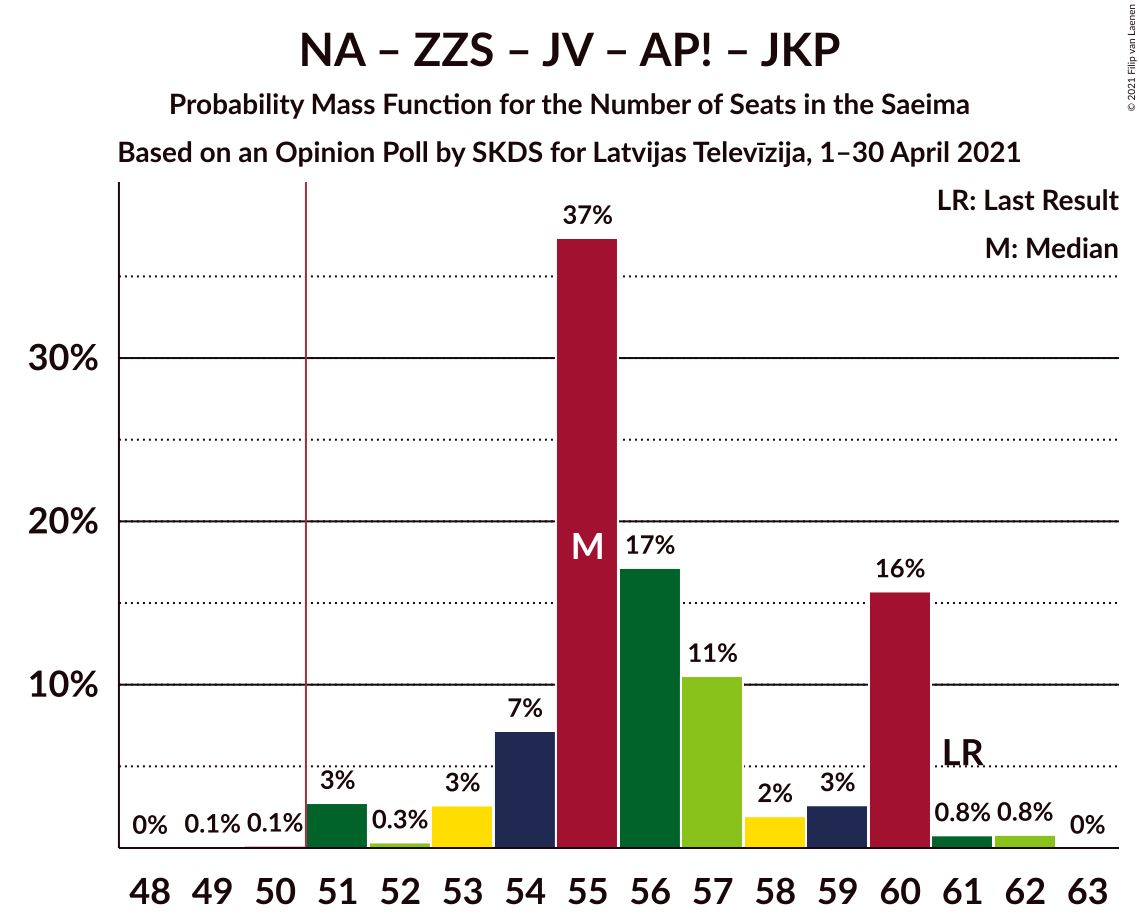 NA – ZZS – JV – AP! – JKP
Probability Mass Function for the Number of Seats in the Saeima
Based on an Opinion Poll by SKDS for Latvijas Televīzija, 1–30 April 2021
© 2021 Filip van Laenen
LR: Last Result
M: Median
30%
20%
10%
0%
0.1%
0.1%
3%
0.3%
3%
7%
37%
M
17%
11%
2%
3%
16%
LR
0.8%
0.8%
0%
48 49 50 51 52 53 54 55 56 57 58 59 60 61 62 63